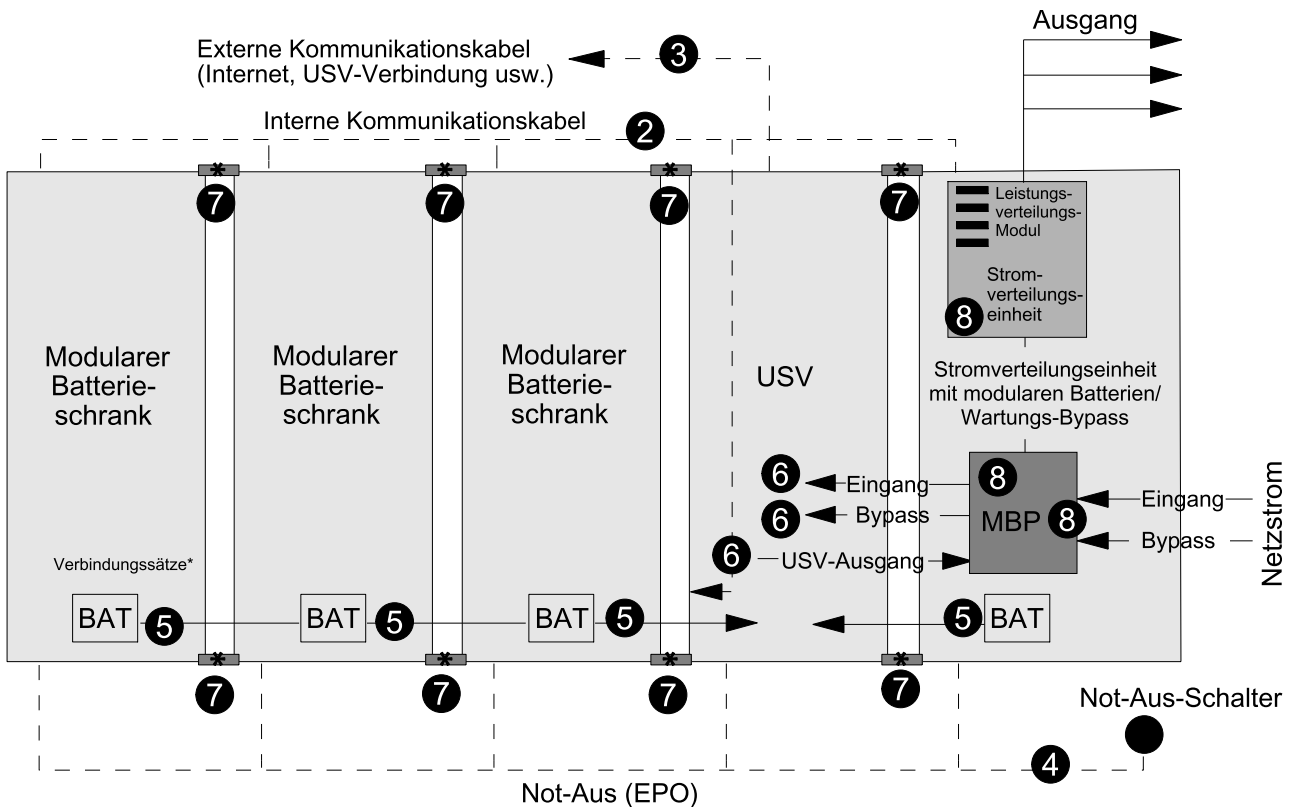 Ausgang
Externe Kommunikationskabel
(Internet, USV-Verbindung usw.)
3
Interne Kommunikationskabel
2
*
*
*
*
7
7
7
7
Leistungs-
verteilungs-
Modul
Strom-
verteilungs-
einheit
8
Modularer
Batterie-
schrank
Modularer
Batterie-
schrank
Modularer
Batterie-
schrank
USV
Stromverteilungseinheit
mit modularen Batterien/
Wartungs-Bypass
6
Eingang
8
Eingang
6
Bypass
MBP
8
Bypass
6
USV-Ausgang
Netzstrom
Verbindungssätze*
BAT
5
BAT
5
BAT
5
5
BAT
*
*
*
*
7
7
7
7
Not-Aus-Schalter
4
Not-Aus (EPO)